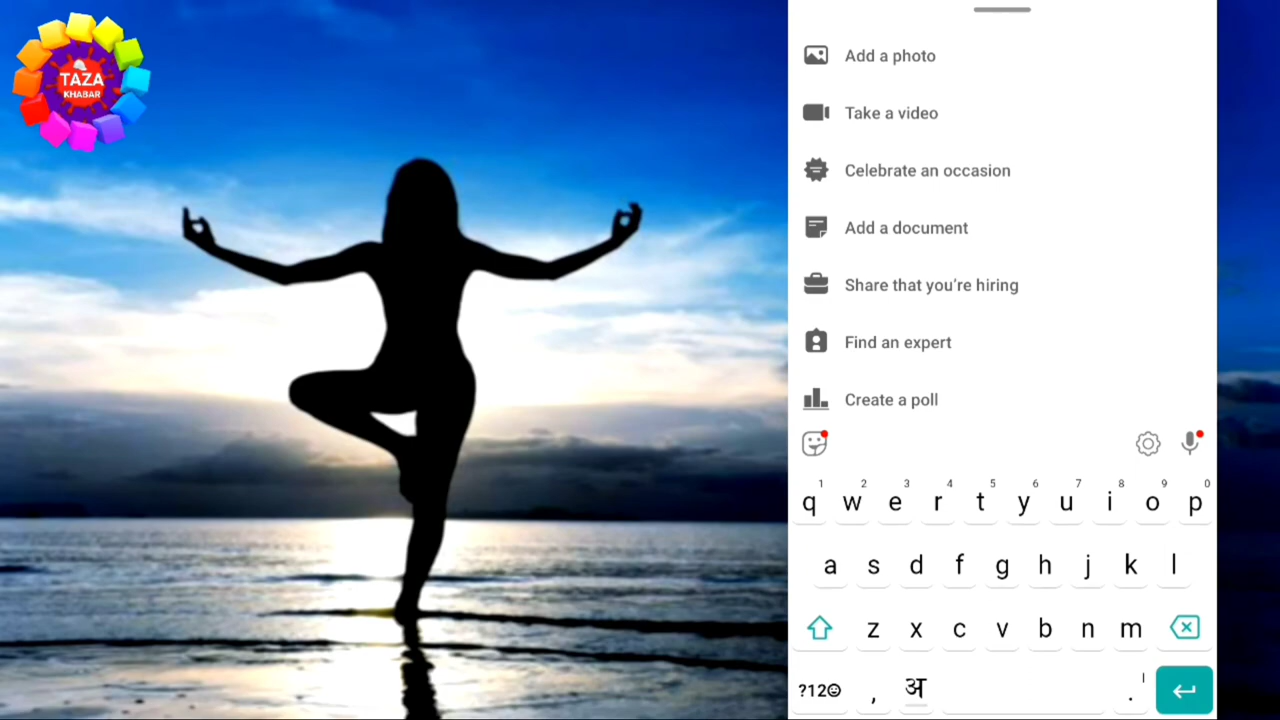 TAZA
KHABAR
Add a photo
Take a video
Celebrate an occasion
Add a document
Share that you're hiring
Find an expert
Create a poll
1 2 3 4 5 6 7 8 9 0
q w e r t y u i o p
a s d f g h j k l
z x c v b n m
?12 , अ .